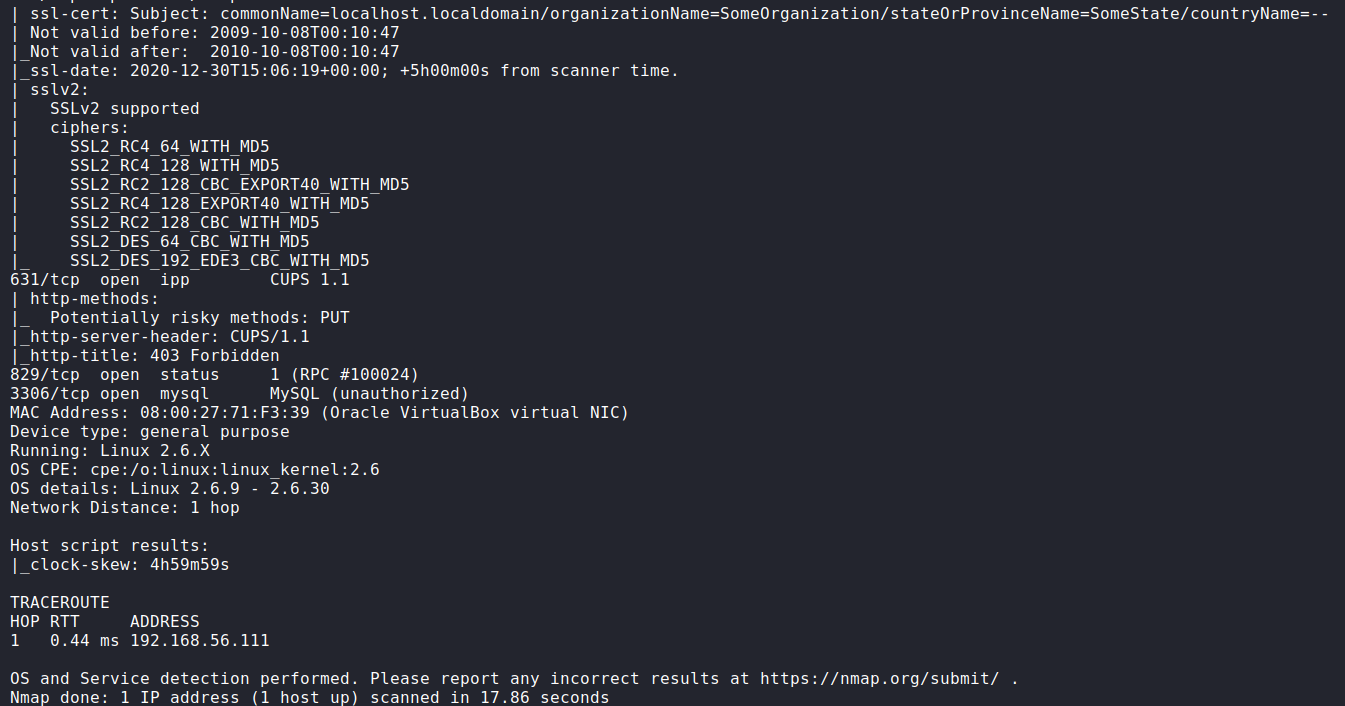 | ssl-cert: Subject: commonName=localhost.localdomain/organizationName=SomeOrganization/stateOrProvinceName=SomeState/countryName=--
| Not valid before: 2009-10-08T00:10:47
|_Not valid after:  2010-10-08T00:10:47
|_ssl-date: 2020-12-30T15:06:19+00:00; +5h00m00s from scanner time.
| sslv2:
|   SSLv2 supported
|   ciphers:
|     SSL2_RC4_64_WITH_MD5
|     SSL2_RC4_128_WITH_MD5
|     SSL2_RC2_128_CBC_EXPORT40_WITH_MD5
|     SSL2_RC4_128_EXPORT40_WITH_MD5
|     SSL2_RC2_128_CBC_WITH_MD5
|     SSL2_DES_64_CBC_WITH_MD5
|_    SSL2_DES_192_EDE3_CBC_WITH_MD5
631/tcp  open  ipp         CUPS 1.1
| http-methods:
|_  Potentially risky methods: PUT
|_http-server-header: CUPS/1.1
|_http-title: 403 Forbidden
829/tcp  open  status     1 (RPC #100024)
3306/tcp open  mysql      MySQL (unauthorized)
MAC Address: 08:00:27:71:F3:39 (Oracle VirtualBox virtual NIC)
Device type: general purpose
Running: Linux 2.6.X
OS CPE: cpe:/o:linux:linux_kernel:2.6
OS details: Linux 2.6.9 - 2.6.30
Network Distance: 1 hop

Host script results:
|_clock-skew: 4h59m59s

TRACEROUTE
HOP RTT     ADDRESS
1   0.44 ms 192.168.56.111

OS and Service detection performed. Please report any incorrect results at https://nmap.org/submit/ .
Nmap done: 1 IP address (1 host up) scanned in 17.86 seconds